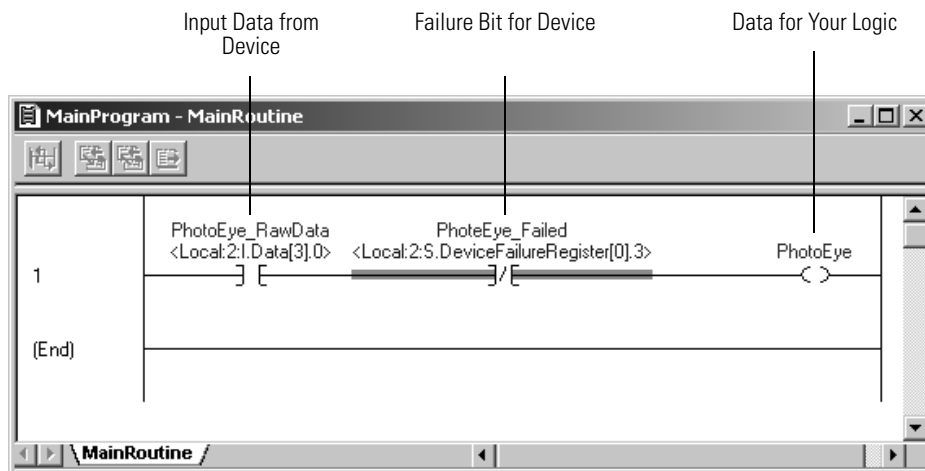 Input Data from
Device
Failure Bit for Device
Data for Your Logic
MainProgram - MainRoutine
PhotoEye_RawData
<Local:2:I.Data[3].0>
PhoteEye_Failed
<Local:2:S.DeviceFailureRegister[0].3>
PhotoEye
1
(End)
MainRoutine